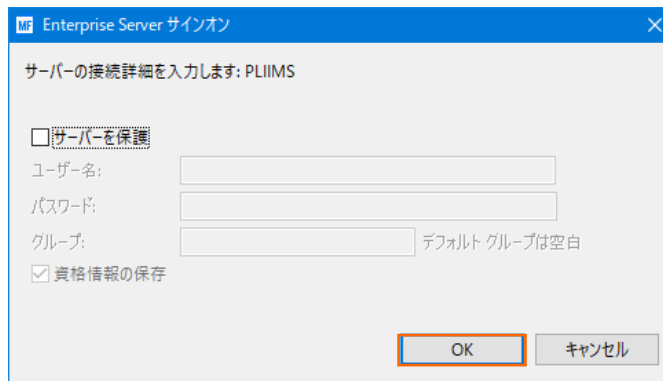 MF Enterprise Server サインオン
サーバーの接続詳細を入力します: PLIIMS
サーバーを保護
ユーザー名:
パスワード:
グループ: デフォルト グループは空白
資格情報の保存
OK キャンセル